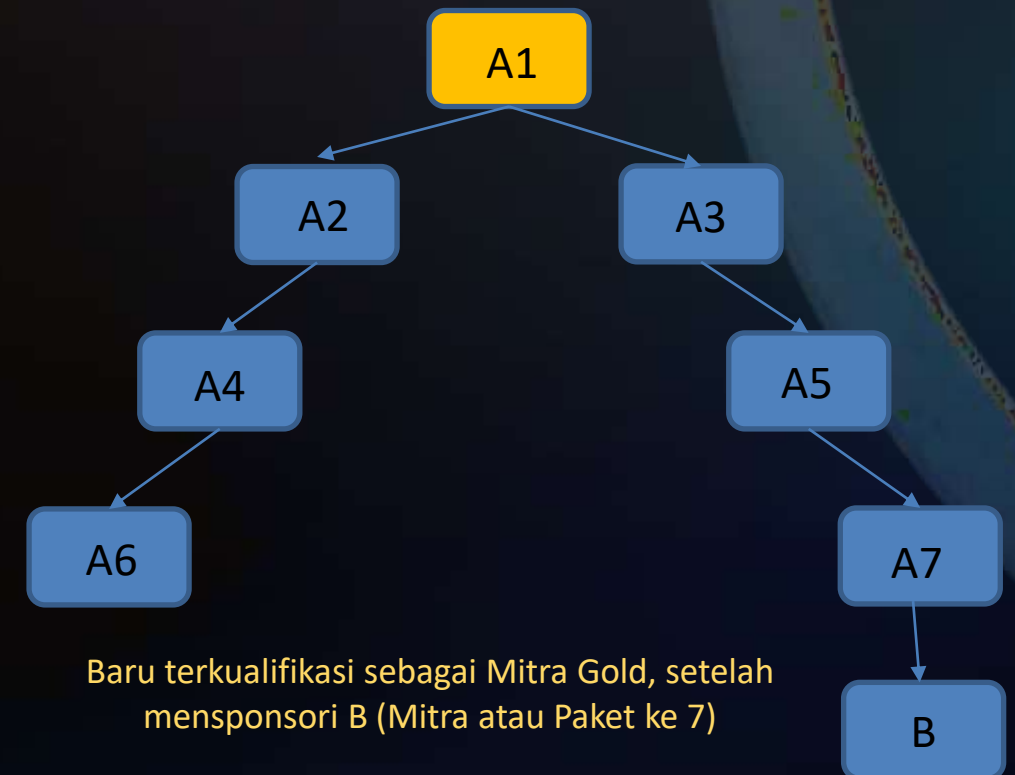 A1
A2
A3
A4
A5
A6
A7
Baru terkualifikasi sebagai Mitra Gold, setelah
mensponsori B (Mitra atau Paket ke 7)
B